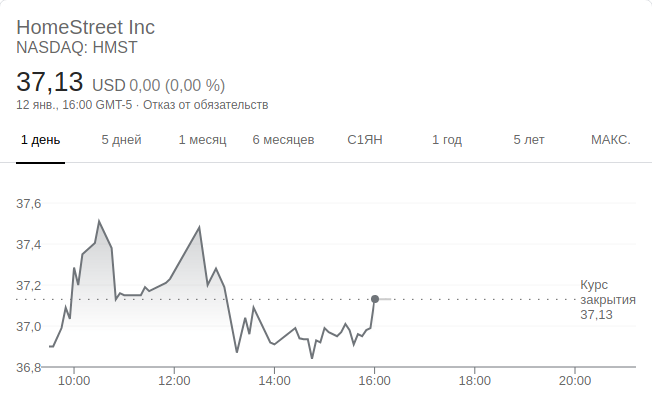 HomeStreet Inc
NASDAQ: HMST
37,13 USD 0,00 (0,00 %)
12 янв., 16:00 GMT-5 · Отказ от обязательств
1 день 5 дней 1 месяц 6 месяцев С1ЯН 1 год 5 лет МАКС.
37,6
37,4
37,2
37,0
36,8
Курс
закрытия
37,13
10:00 12:00 14:00 16:00 18:00 20:00